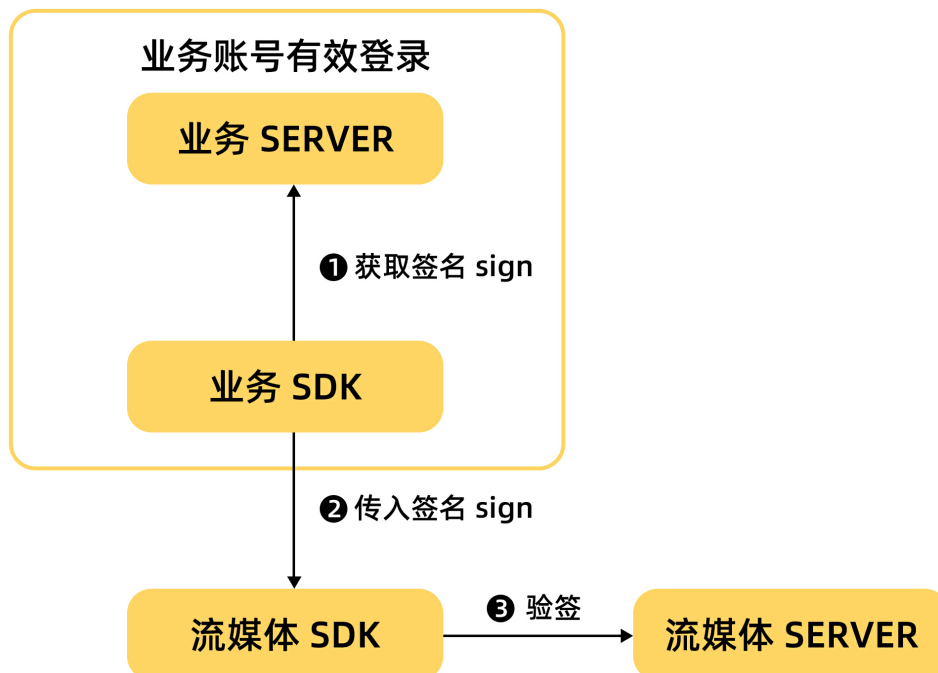 业务账号有效登录
业务 SERVER
❶ 获取签名 sign
业务 SDK
❷ 传入签名 sign
流媒体 SDK
❸ 验签
流媒体 SERVER